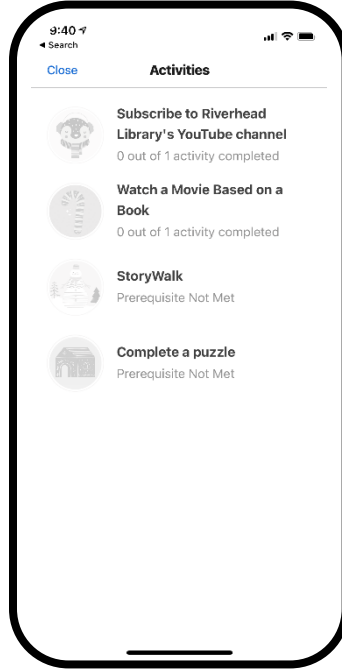 9:40
◀ Search
Close
Activities
Subscribe to Riverhead
Library's YouTube channel
0 out of 1 activity completed
Watch a Movie Based on a
Book
0 out of 1 activity completed
StoryWalk
Prerequisite Not Met
Complete a puzzle
Prerequisite Not Met